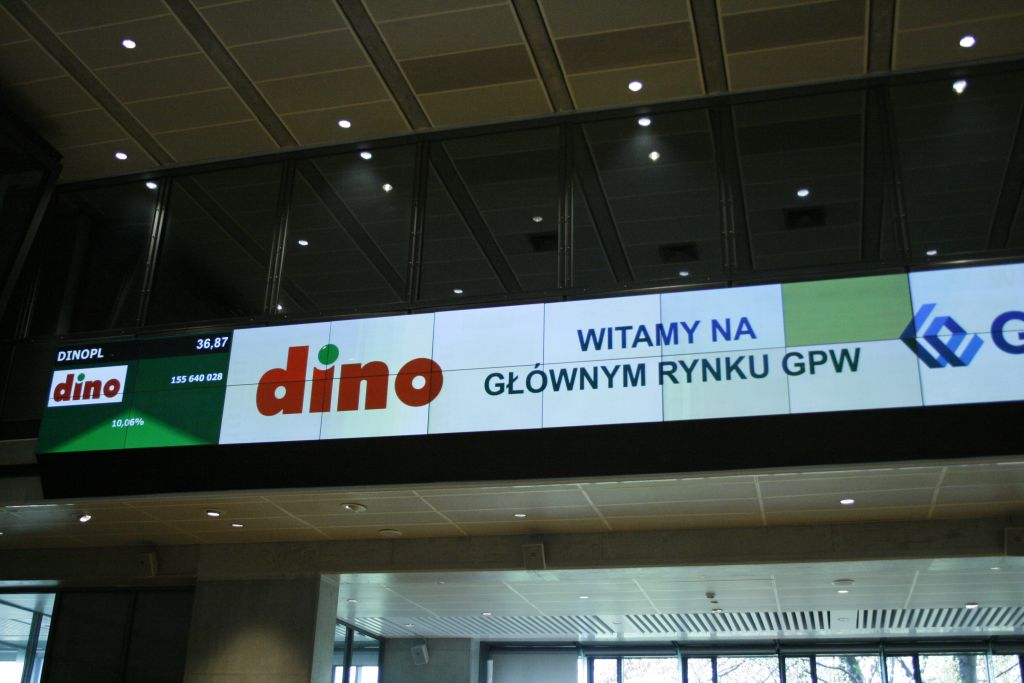 DINOPL 36,87
dino
155 640 028
10,06%
dino
WITAMY NA
GŁÓWNYM RYNKU GPW
G